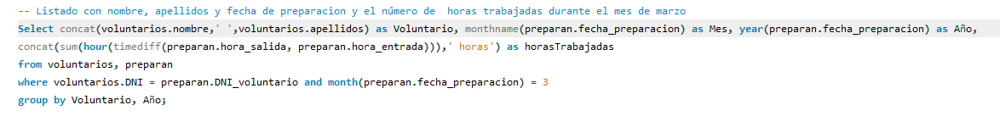 -- Listado con nombre, apellidos y fecha de preparacion y el número de  horas trabajadas durante el mes de marzo
Select concat(voluntarios.nombre,' ',voluntarios.apellidos) as Voluntario, monthname(preparan.fecha_preparacion) as Mes, year(preparan.fecha_preparacion) as Año,
concat(sum(hour(timediff(preparan.hora_salida, preparan.hora_entrada))),' horas') as horasTrabajadas
from voluntarios, preparan
where voluntarios.DNI = preparan.DNI_voluntario and month(preparan.fecha_preparacion) = 3
group by Voluntario, Año;